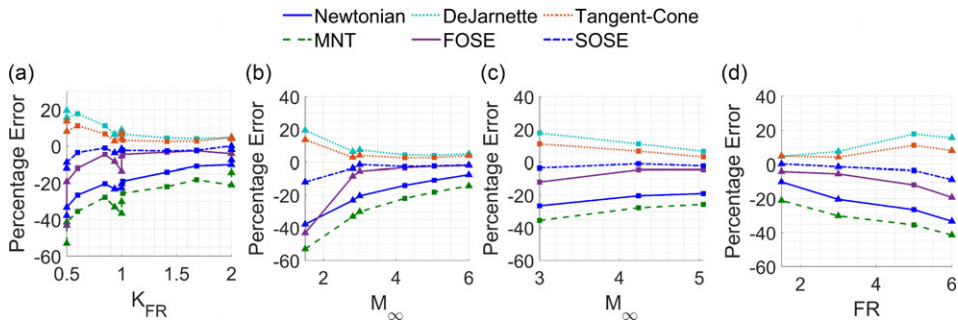 Newtonian DeJarnette Tangent-Cone
MNT FOSE SOSE
(a) (b) (c) (d)
Percentage Error Percentage Error Percentage Error Percentage Error
20 0 -20 -40 -60
40 20 0 -20 -40 -60
40 20 0 -20 -40 -60
40 20 0 -20 -40 -60
0.5 1 1.5 2
2 3 4 5 6
3 4 5
2 4 6
K_FR M_∞ M_∞ FR